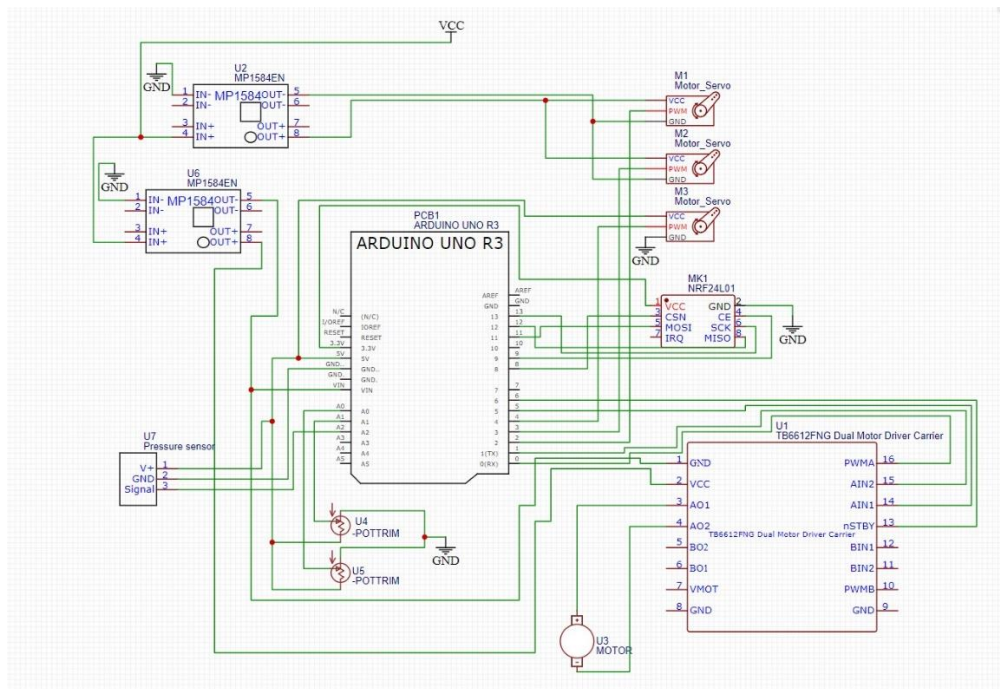 VCC
GND
U2
MP1584EN
MP1584
1 IN- OUT- 5
2 IN- OUT- 6
3 IN+ OUT+ 7
4 IN+ OUT+ 8
GND
U6
MP1584EN
MP1584
1 IN- OUT- 5
2 IN- OUT- 6
3 IN+ OUT+ 7
4 IN+ OUT+ 8
M1
Motor_Servo
VCC
PWM
GND
M2
Motor_Servo
VCC
PWM
GND
M3
Motor_Servo
VCC
PWM
GND
GND
PCB1
ARDUINO UNO R3
ARDUINO UNO R3
N/C (N/C)
I/OREF IOREF
RESET RESET
3.3V 3.3V
5V 5V
GND.. GND..
GND. GND.
VIN VIN
A0 A0
A1 A1
A2 A2
A3 A3
A4 A4
A5 A5
AREF AREF
GND GND
13 13
12 12
11 11
10 10
9 9
8 8
7 7
6 6
5 5
4 4
3 3
2 2
1(TX) 1
0(RX) 0
MK1
NRF24L01
1 VCC GND 2
3 CSN CE 4
5 MOSI SCK 6
7 IRQ MISO 8
GND
U7
Pressure sensor
V+ 1
GND 2
Signal 3
U4
-POTTRIM
U5
-POTTRIM
GND
U1
TB6612FNG Dual Motor Driver Carrier
1 GND PWMA 16
2 VCC AIN2 15
3 AO1 AIN1 14
4 AO2 nSTBY 13
TB6612FNG Dual Motor Driver Carrier
5 BO2 BIN1 12
6 BO1 BIN2 11
7 VMOT PWMB 10
8 GND GND 9
U3
MOTOR